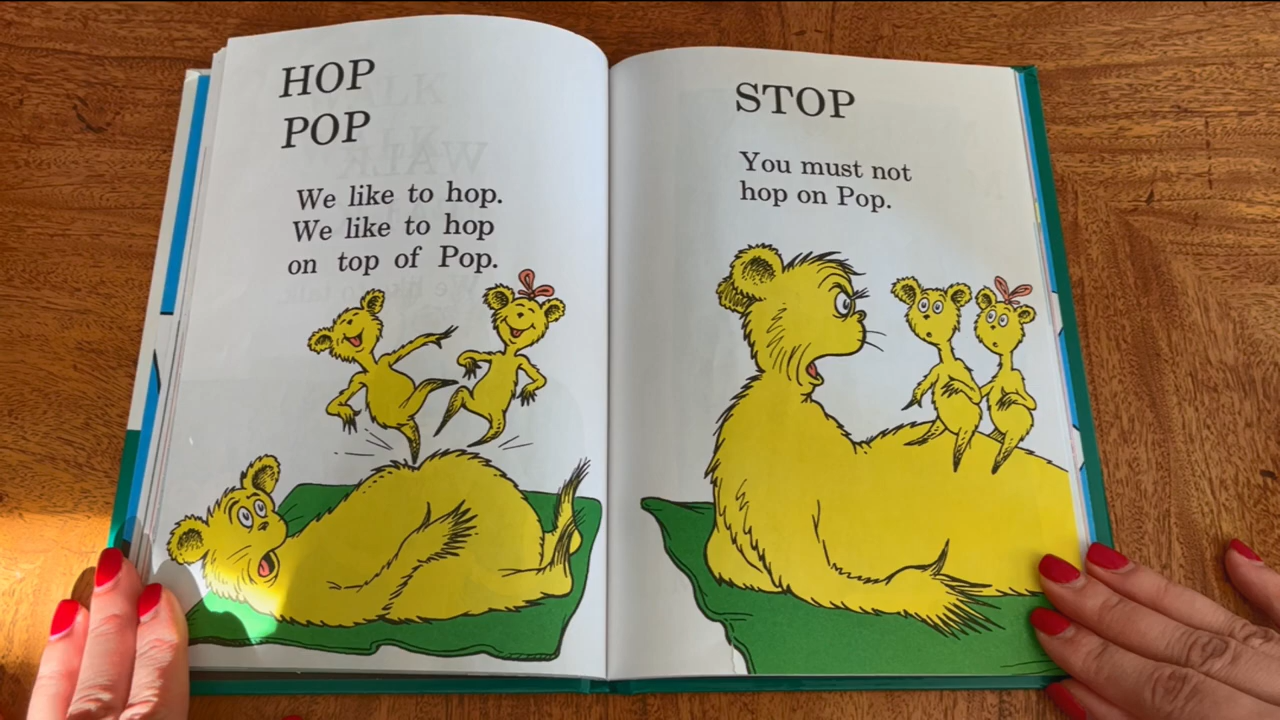 HOP
POP
We like to hop.
We like to hop
on top of Pop.
STOP
You must not
hop on Pop.